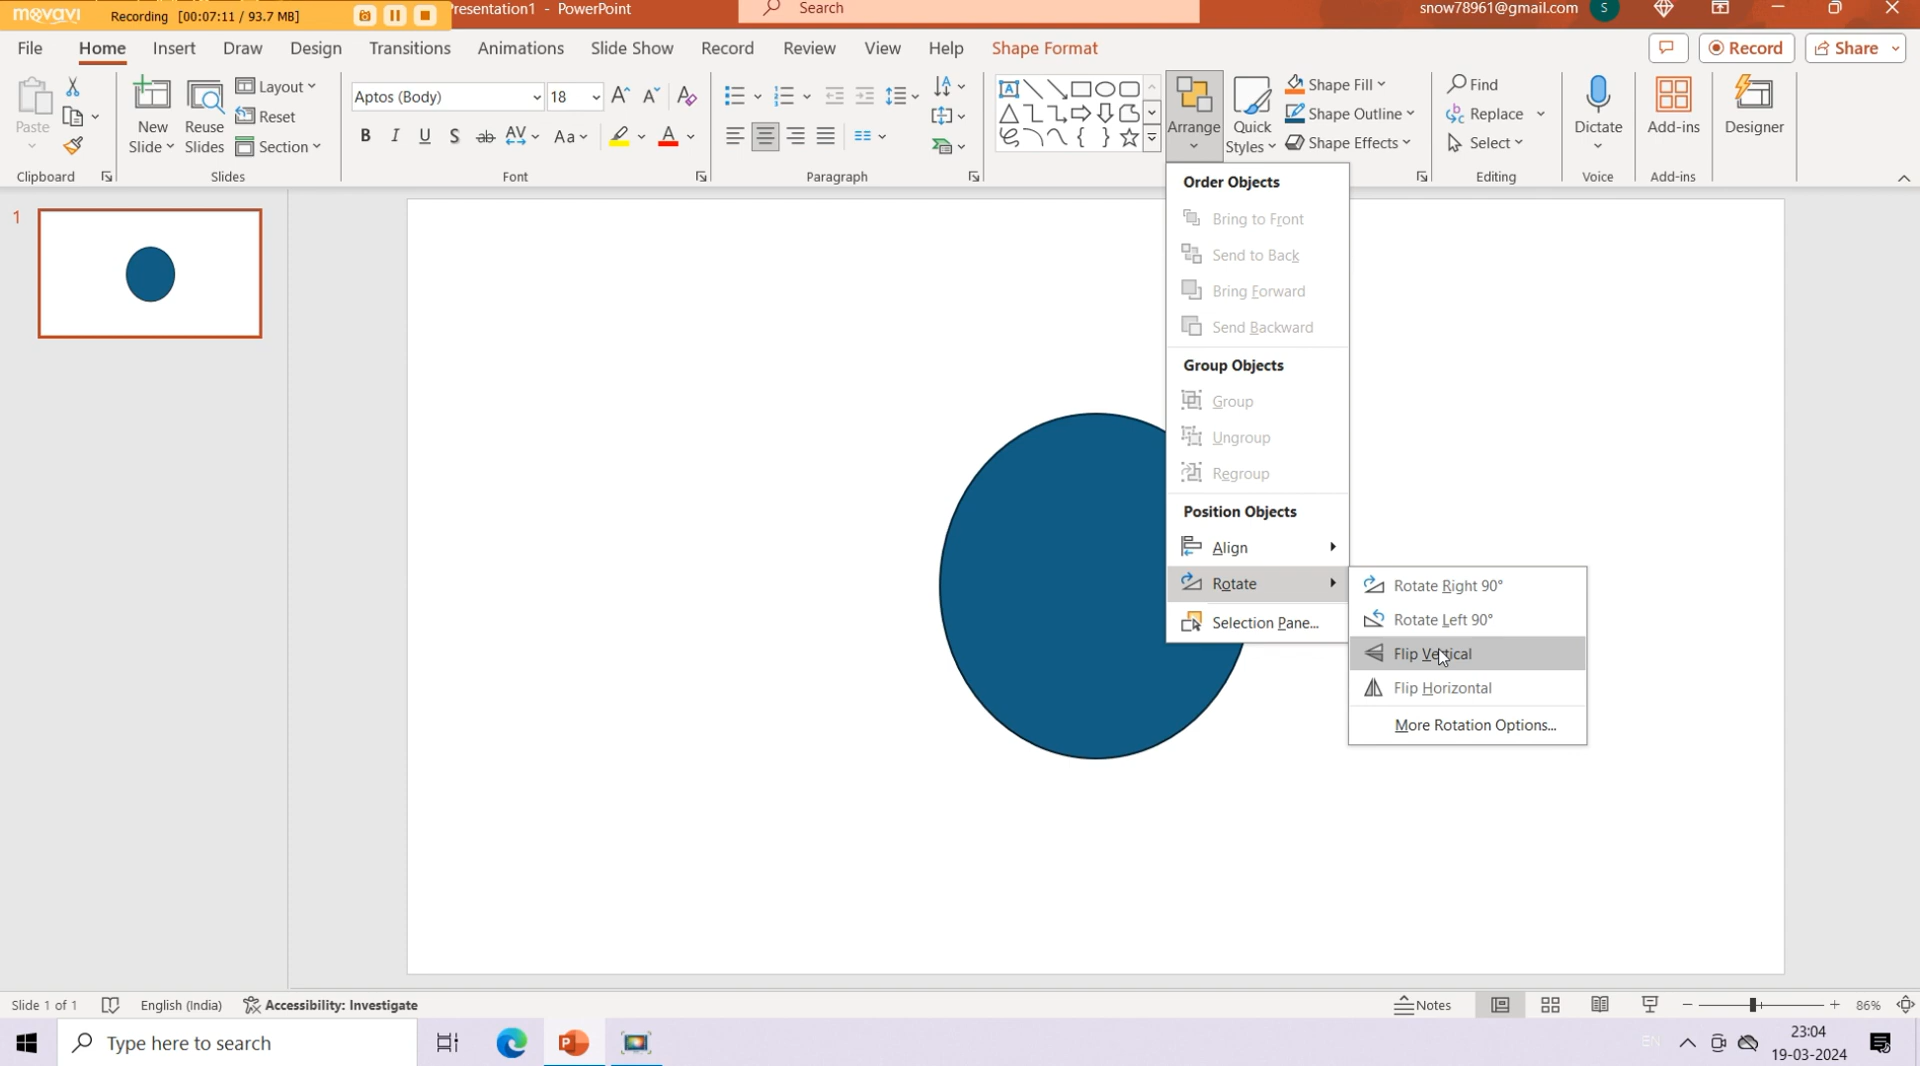 movavi Recording [00:07:11 / 93.7 MB] resentation1 - PowerPoint Search snow78961@gmail.com S
File Home Insert Draw Design Transitions Animations Slide Show Record Review View Help Shape Format Record Share
Paste New Slide Reuse Slides Layout Reset Section
Aptos (Body) 18
B I U S ab AV Aa A
Arrange Quick Styles Shape Fill Shape Outline Shape Effects
Find Replace Select
Dictate Add-ins Designer
Clipboard Slides Font Paragraph Editing Voice Add-ins
1
Order Objects
Bring to Front
Send to Back
Bring Forward
Send Backward
Group Objects
Group
Ungroup
Regroup
Position Objects
Align
Rotate
Selection Pane...
Rotate Right 90°
Rotate Left 90°
Flip Vertical
Flip Horizontal
More Rotation Options...
Slide 1 of 1 English (India) Accessibility: Investigate Notes 86%
Type here to search EN 23:04
19-03-2024